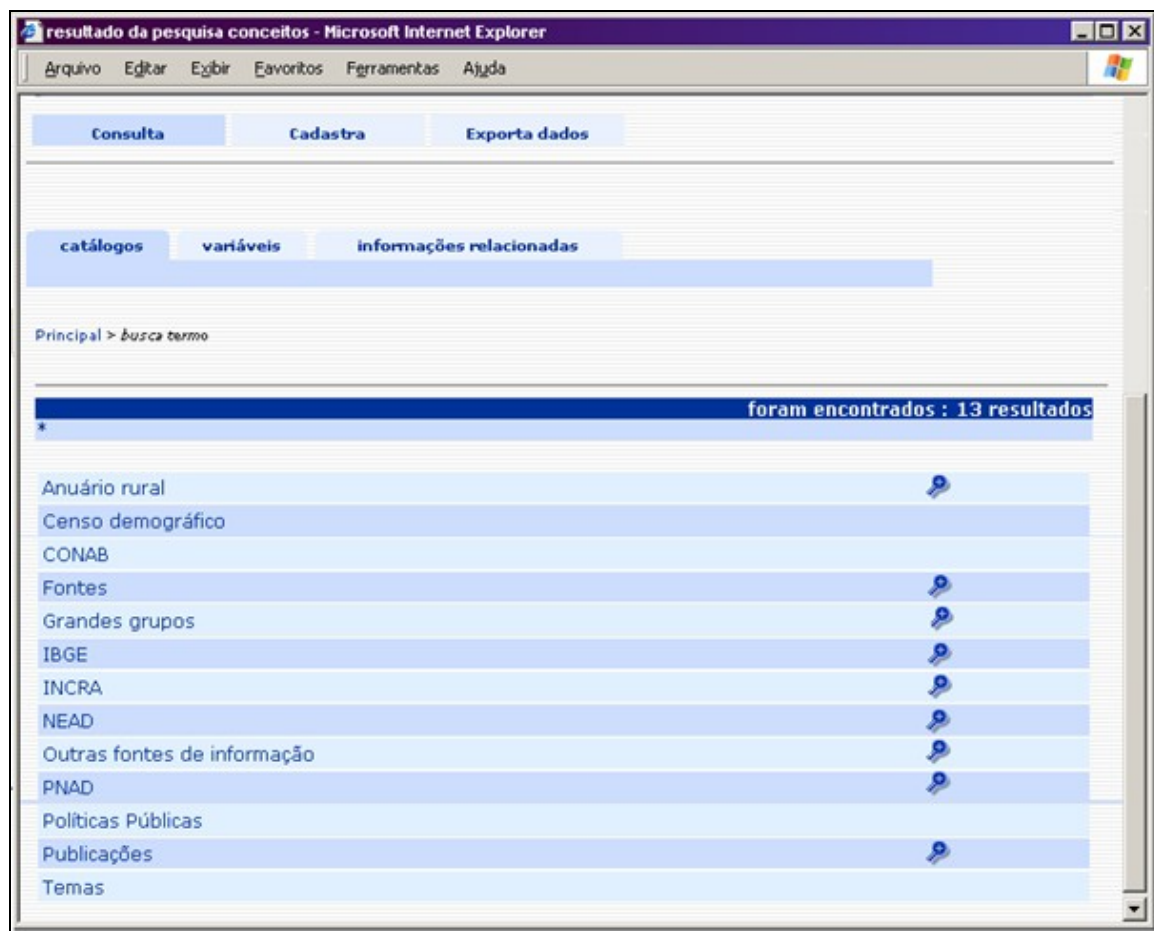 resultado da pesquisa conceitos - Microsoft Internet Explorer
Arquivo Editar Exibir Favoritos Ferramentas Ajuda
Consulta Cadastra Exporta dados
catálogos variáveis informações relacionadas
Principal > busca termo
foram encontrados : 13 resultados
*
Anuário rural
Censo demográfico
CONAB
Fontes
Grandes grupos
IBGE
INCRA
NEAD
Outras fontes de informação
PNAD
Políticas Públicas
Publicações
Temas